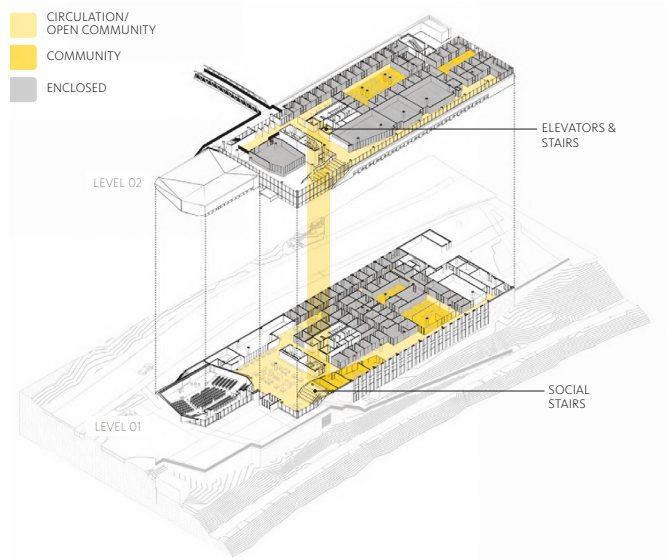 CIRCULATION/
OPEN COMMUNITY
COMMUNITY
ENCLOSED
ELEVATORS &
STAIRS
LEVEL 02
SOCIAL
STAIRS
LEVEL 01